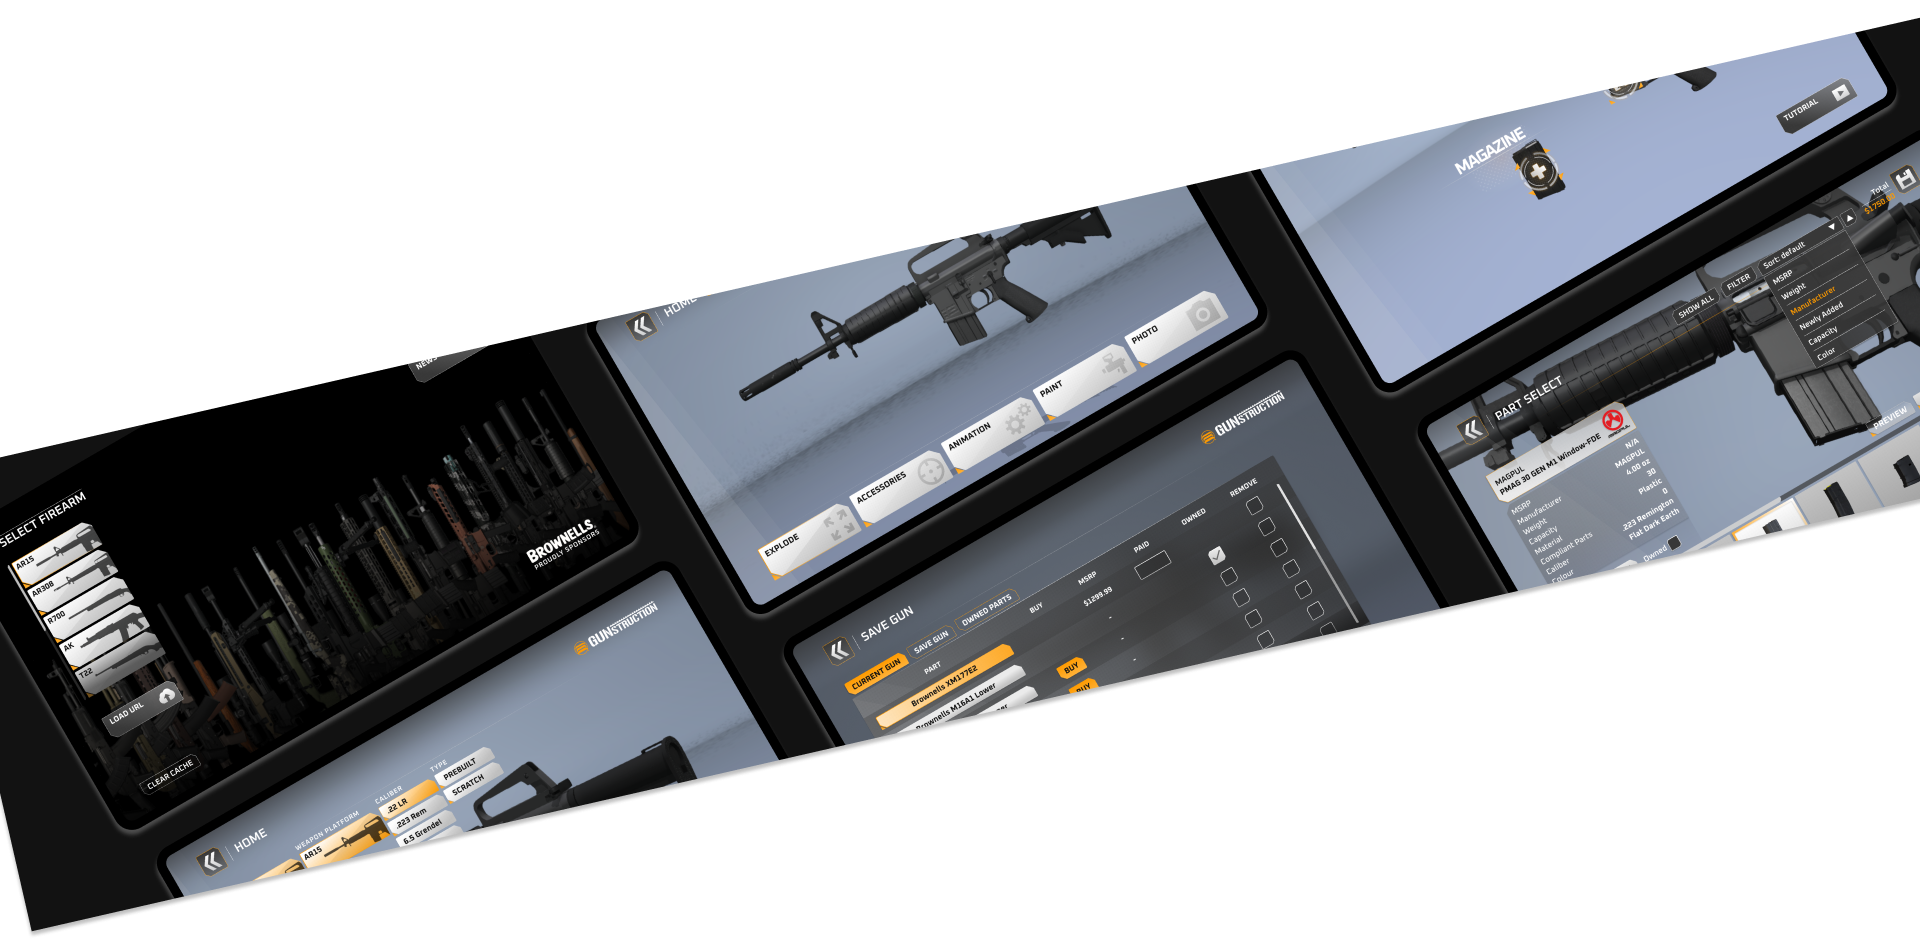 SELECT FIREARM
AR15
AR308
R700
AK
T22
LOAD URL
CLEAR CACHE
NEWS
BROWNELLS
PROUDLY SPONSORS
HOME
EXPLODE
ACCESSORIES
ANIMATION
PAINT
PHOTO
MAGAZINE
TUTORIAL
GUNSTRUCTION
HOME
WEAPON PLATFORM
CALIBER
TYPE
AR15
.22 LR
.223 Rem
6.5 Grendel
PREBUILT
SCRATCH
GUNSTRUCTION
SAVE GUN
CURRENT GUN
SAVE GUN
OWNED PARTS
PART
BUY
MSRP
PAID
OWNED
REMOVE
Brownells XM177E2
$1299.99
Brownells M16A1 Lower
BUY
-
BUY
-
-
PART SELECT
SHOW ALL
FILTER
Sort: default
MSRP
Weight
Manufacturer
Newly Added
Capacity
Color
Total
MAGPUL
PMAG 30 GEN M1 Window-FDE
MAGPUL
MSRP
N/A
Manufacturer
MAGPUL
Weight
4.00 oz
Capacity
30
Material
Plastic
Compliant Parts
0
Caliber
.223 Remington
Colour
Flat Dark Earth
Owned
PREVIEW